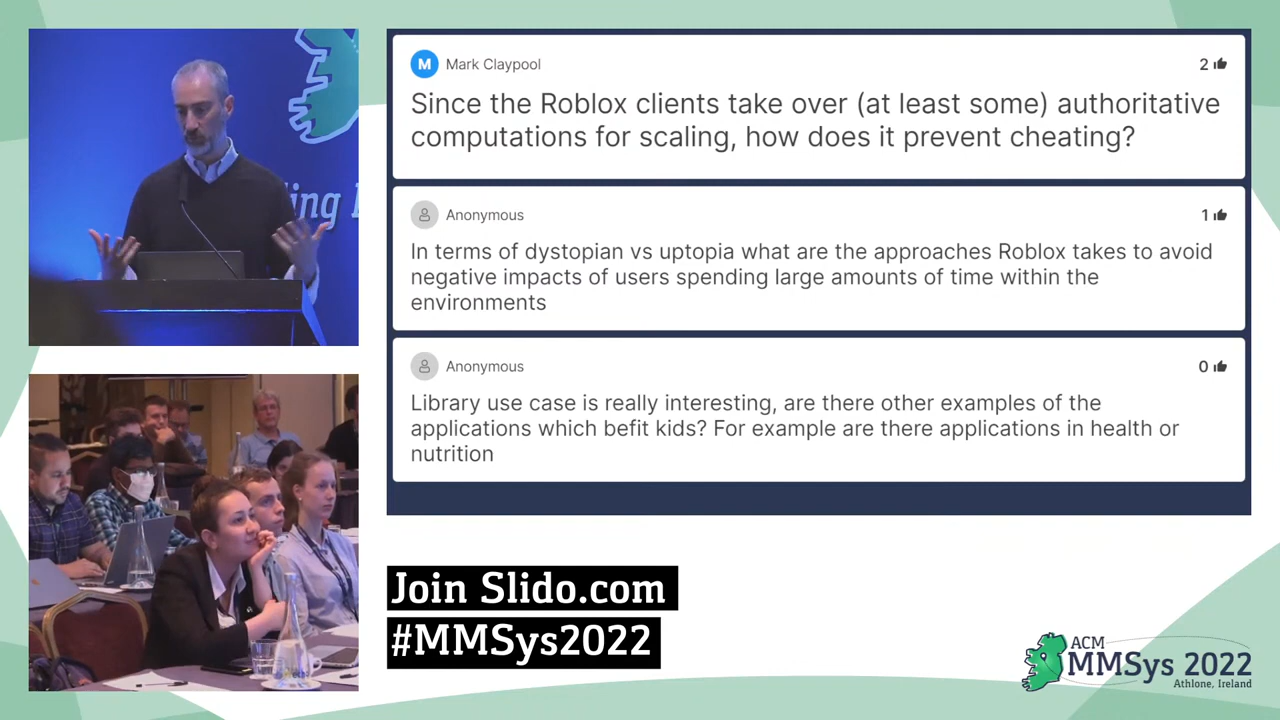 ing
M Mark Claypool 2
Since the Roblox clients take over (at least some) authoritative
computations for scaling, how does it prevent cheating?
Anonymous 1
In terms of dystopian vs uptopia what are the approaches Roblox takes to avoid
negative impacts of users spending large amounts of time within the
environments
Anonymous 0
Library use case is really interesting, are there other examples of the
applications which befit kids? For example are there applications in health or
nutrition
Join Slido.com
#MMSys2022
ACM
MMSys 2022
Athlone, Ireland